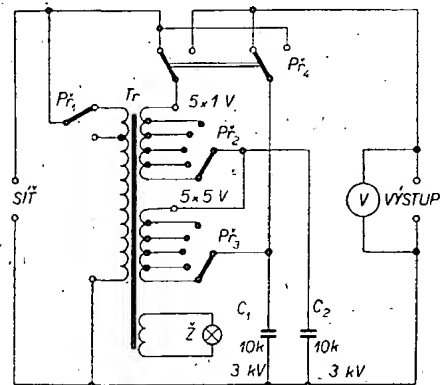 Př₄
Př₁
Tr
5×1 V
Př₂
5×5 V
SÍŤ
V
VÝSTUP
Př₃
Ž
C₁
C₂
10k
10k
3 kV
3 kV